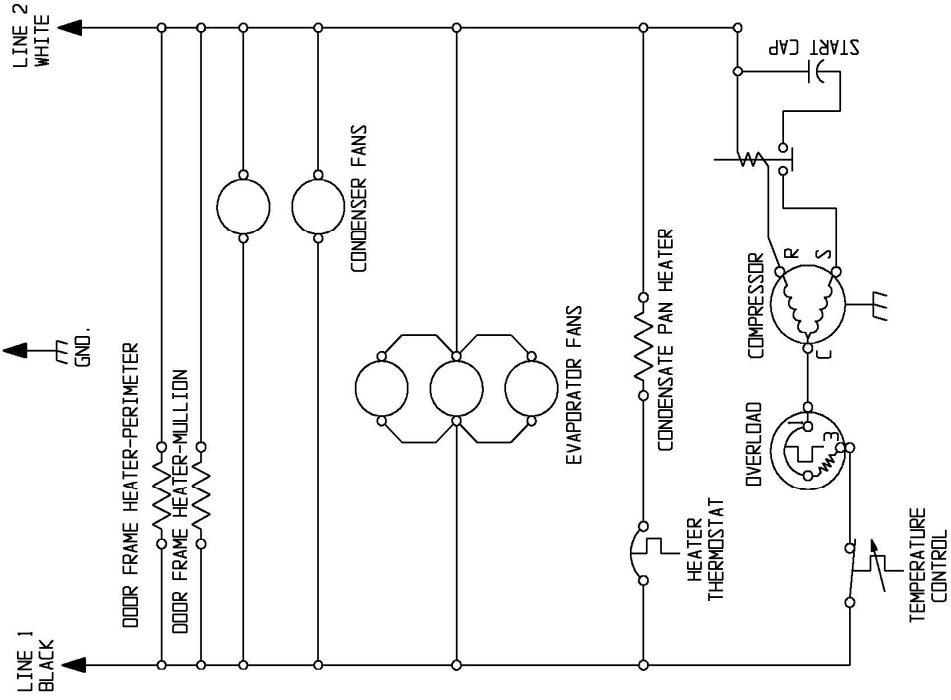 LINE 1
BLACK
GND.
LINE 2
WHITE
DOOR FRAME HEATER-PERIMETER
DOOR FRAME HEATER-MULLION
CONDENSER FANS
EVAPORATOR FANS
HEATER
THERMOSTAT
CONDENSATE PAN HEATER
TEMPERATURE
CONTROL
OVERLOAD
1
3
COMPRESSOR
C
R
S
START CAP